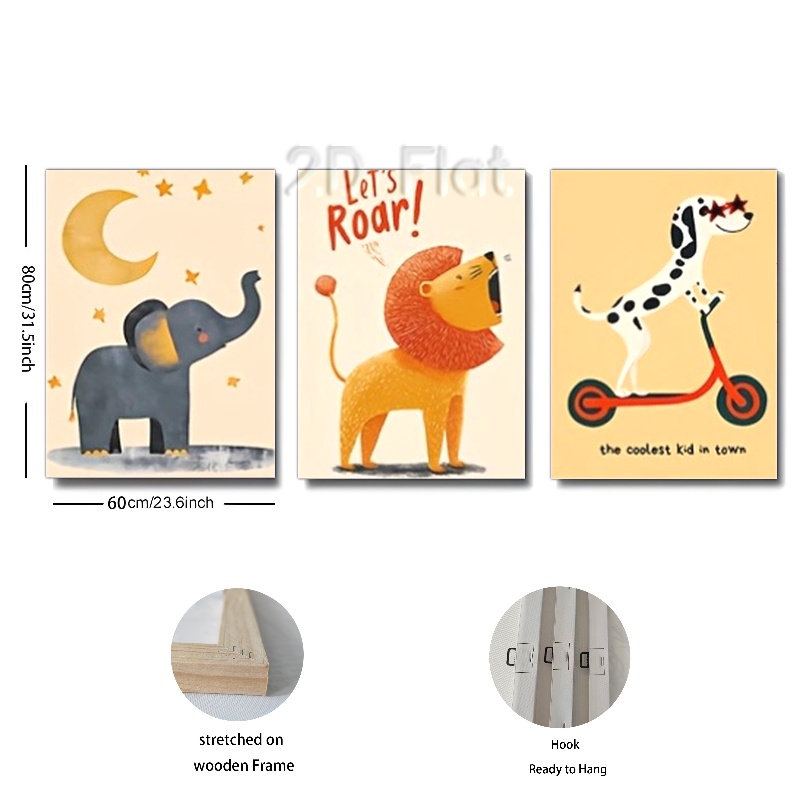 2D Flat
LET'S
ROAR!
80cm/31.5inch
the coolest kid in town
60cm/23.6inch
stretched on
wooden Frame
Hook
Ready to Hang